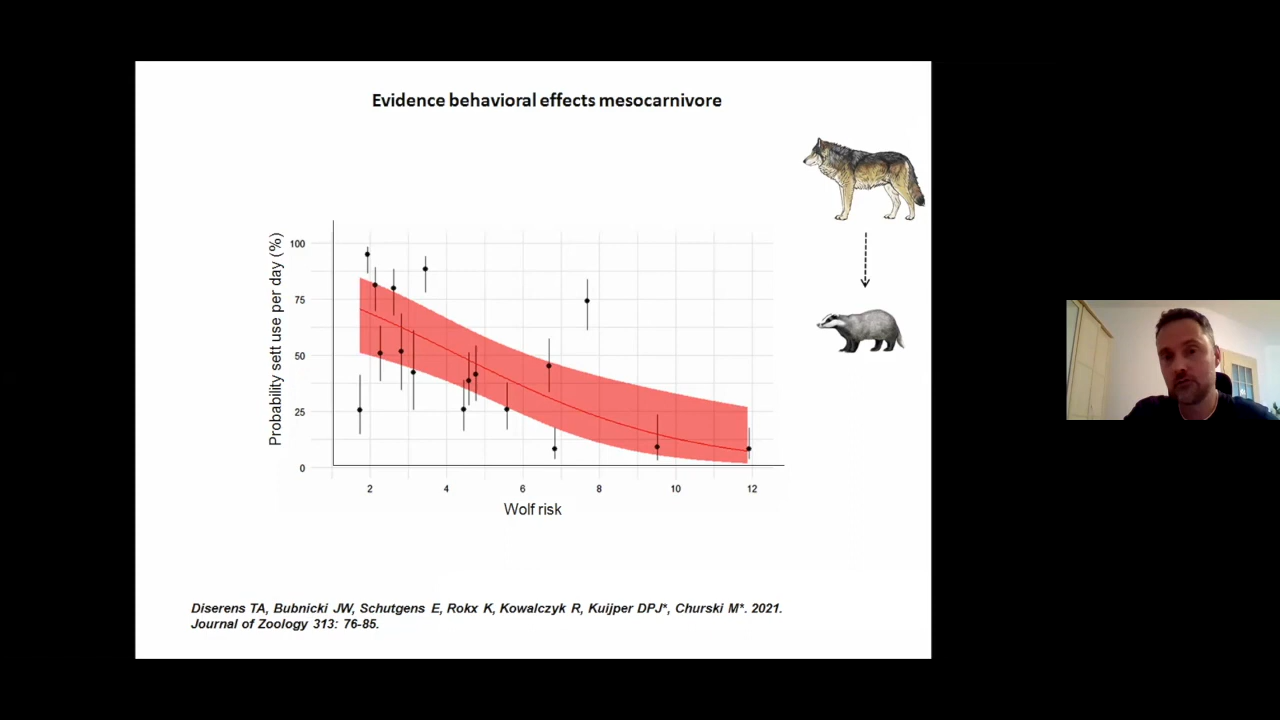 Evidence behavioral effects mesocarnivore
Probability sett use per day (%)
100
75
50
25
0
2 4 6 8 10 12
Wolf risk
Diserens TA, Bubnicki JW, Schutgens E, Rokx K, Kowalczyk R, Kuijper DPJ*, Churski M*. 2021.
Journal of Zoology 313: 76-85.